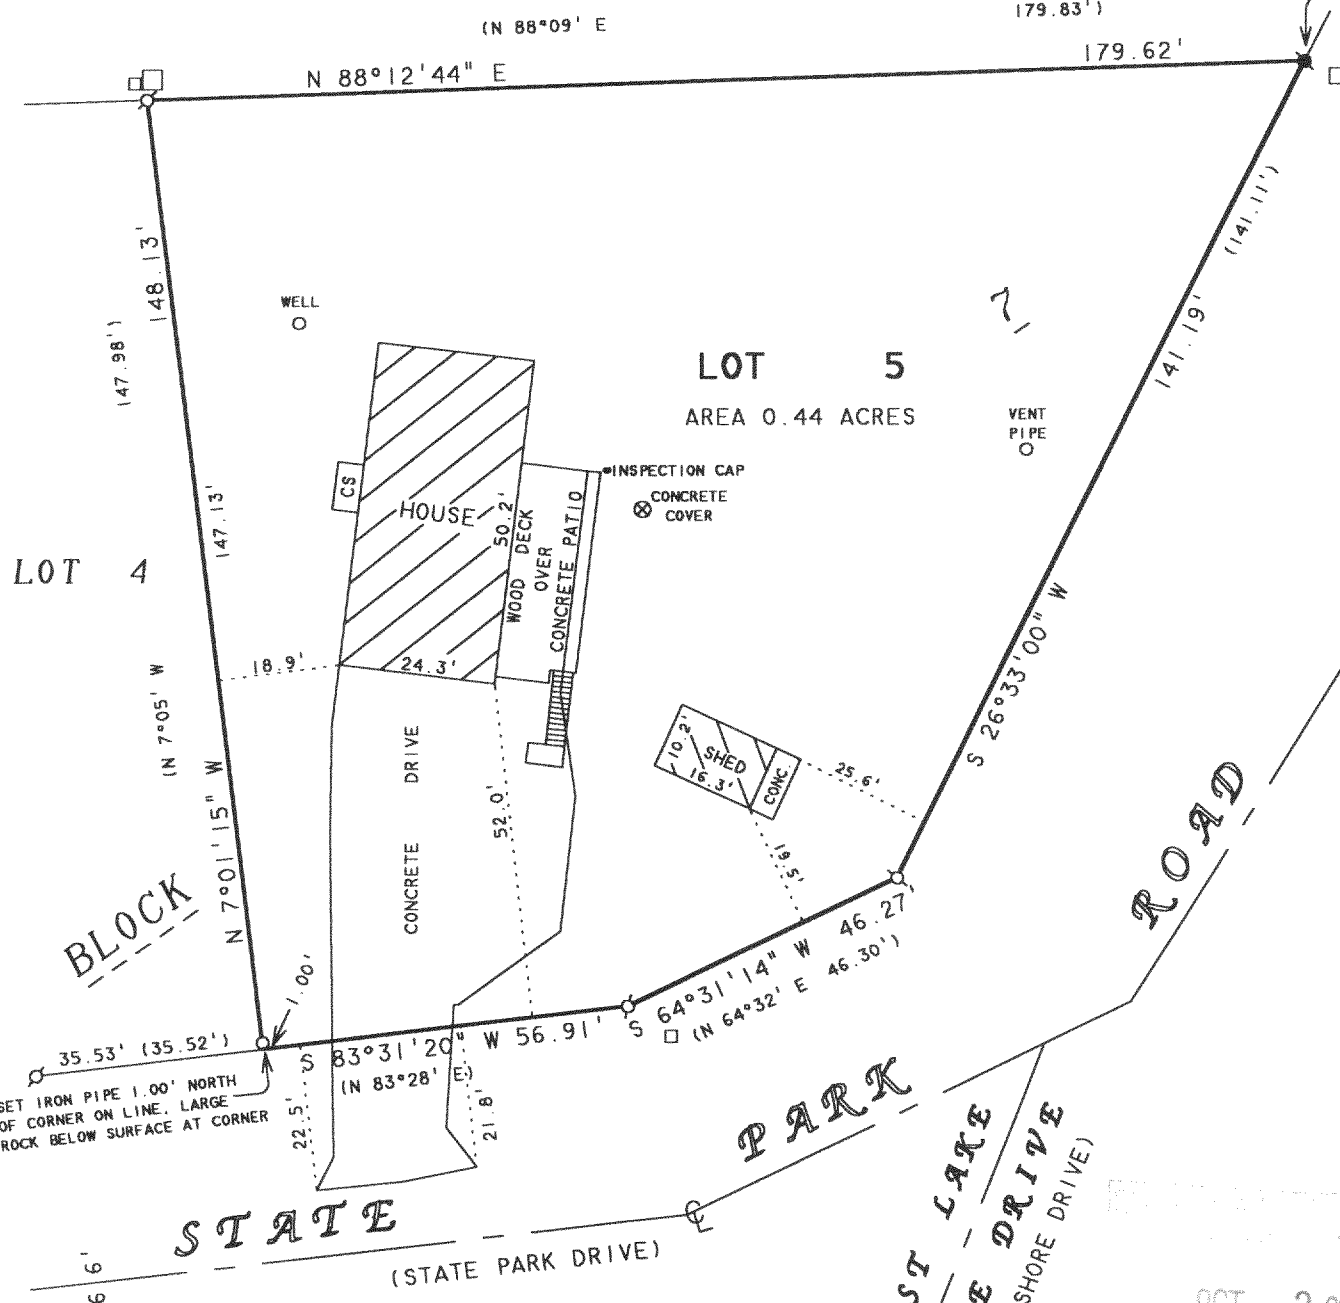 (N 88°09' E
179.83')
N 88°12'44" E
179.62'
148.13'
(141.11')
147.98')
141.19'
WELL
7
LOT 5
AREA 0.44 ACRES
VENT
PIPE
INSPECTION CAP
CONCRETE
COVER
CS
HOUSE
50.2'
WOOD DECK
OVER
CONCRETE PATIO
147.13'
LOT 4
S 26°33'00" W
18.9'
24.3'
(N 7°05' W
N 7°01'15" W
CONCRETE DRIVE
52.0'
10.2'
SHED
16.3'
CONC.
25.6'
19.5'
BLOCK
ROAD
1.00'
S 64°31'14" W 46.27'
(N 64°32' E 46.30')
35.53' (35.52')
S 83°31'20" W 56.91'
(N 83°28' E)
SET IRON PIPE 1.00' NORTH
OF CORNER ON LINE. LARGE
ROCK BELOW SURFACE AT CORNER
22.5'
21.8'
STATE PARK
(STATE PARK DRIVE)
LAKE
ST
DRIVE
E
SHORE DRIVE)
6'
6